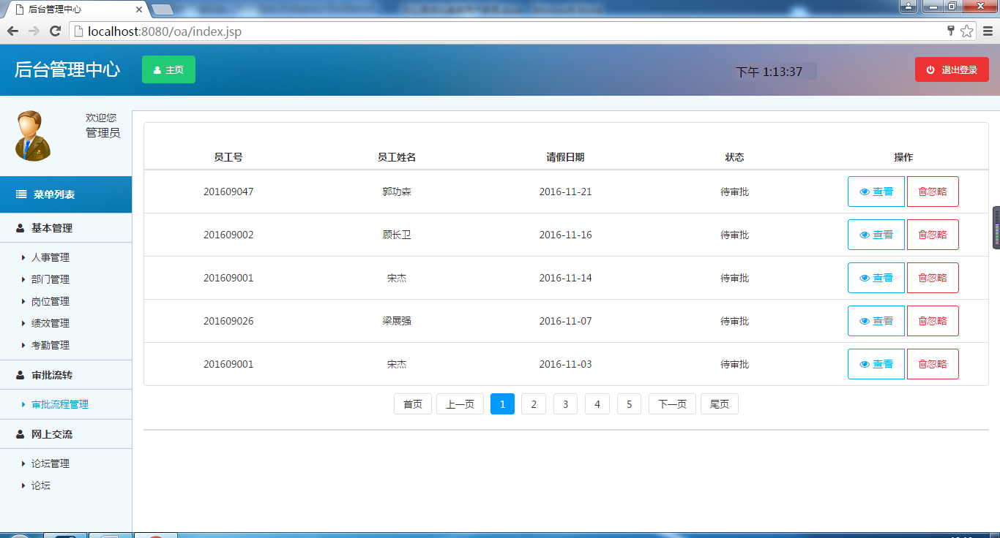 后台管理中心
localhost:8080/oa/index.jsp
后台管理中心
主页
下午 1:13:37
退出登录
欢迎您
管理员
菜单列表
基本管理
人事管理
部门管理
岗位管理
绩效管理
考勤管理
审批流转
审批流程管理
网上交流
论坛管理
论坛
员工号 员工姓名 请假日期 状态 操作
201609047 郭功森 2016-11-21 待审批 查看 忽略
201609002 顾长卫 2016-11-16 待审批 查看 忽略
201609001 宋杰 2016-11-14 待审批 查看 忽略
201609026 梁展强 2016-11-07 待审批 查看 忽略
201609001 宋杰 2016-11-03 待审批 查看 忽略
首页 上一页 1 2 3 4 5 下一页 尾页